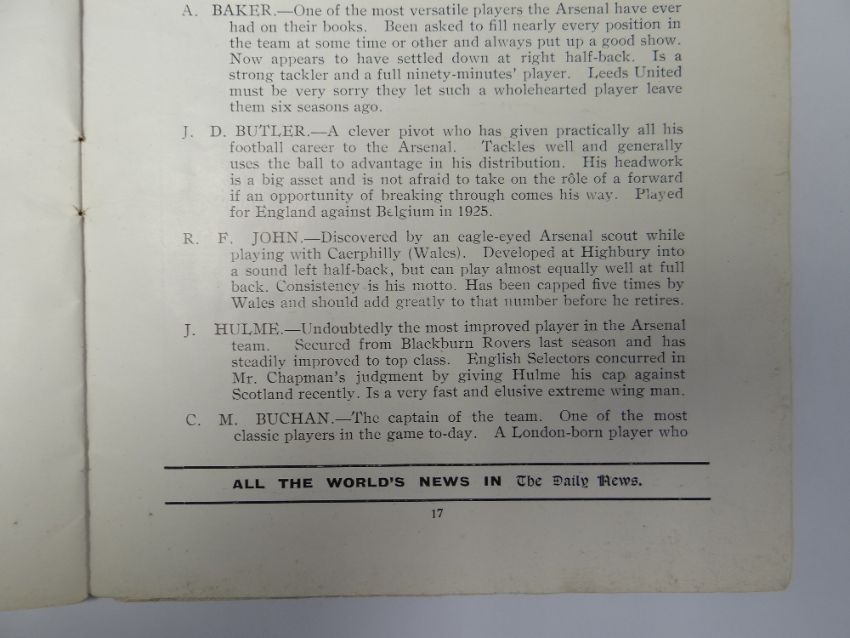 A. BAKER.—One of the most versatile players the Arsenal have ever
had on their books. Been asked to fill nearly every position in
the team at some time or other and always put up a good show.
Now appears to have settled down at right half-back. Is a
strong tackler and a full ninety-minutes' player. Leeds United
must be very sorry they let such a wholehearted player leave
them six seasons ago.
J. D. BUTLER.—A clever pivot who has given practically all his
football career to the Arsenal. Tackles well and generally
uses the ball to advantage in his distribution. His headwork
is a big asset and is not afraid to take on the rôle of a forward
if an opportunity of breaking through comes his way. Played
for England against Belgium in 1925.
R. F. JOHN.—Discovered by an eagle-eyed Arsenal scout while
playing with Caerphilly (Wales). Developed at Highbury into
a sound left half-back, but can play almost equally well at full
back. Consistency is his motto. Has been capped five times by
Wales and should add greatly to that number before he retires.
J. HULME.—Undoubtedly the most improved player in the Arsenal
team. Secured from Blackburn Rovers last season and has
steadily improved to top class. English Selectors concurred in
Mr. Chapman's judgment by giving Hulme his cap against
Scotland recently. Is a very fast and elusive extreme wing man.
C. M. BUCHAN.—The captain of the team. One of the most
classic players in the game to-day. A London-born player who
ALL THE WORLD'S NEWS IN The Daily News.
17